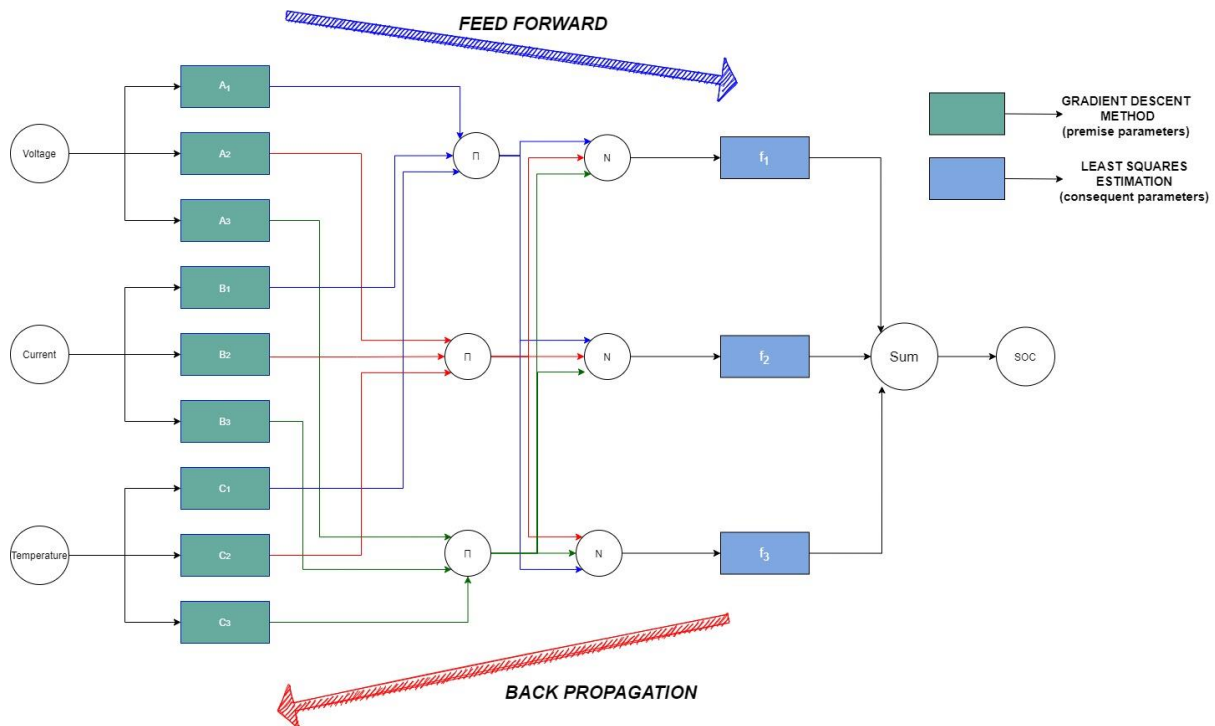 FEED FORWARD
A1
Voltage
A2
A3
Π
N
f1
GRADIENT DESCENT
METHOD
(premise parameters)
LEAST SQUARES
ESTIMATION
(consequent parameters)
B1
Current
B2
B3
Π
N
f2
Sum
SOC
C1
Temperature
C2
C3
Π
N
f3
BACK PROPAGATION